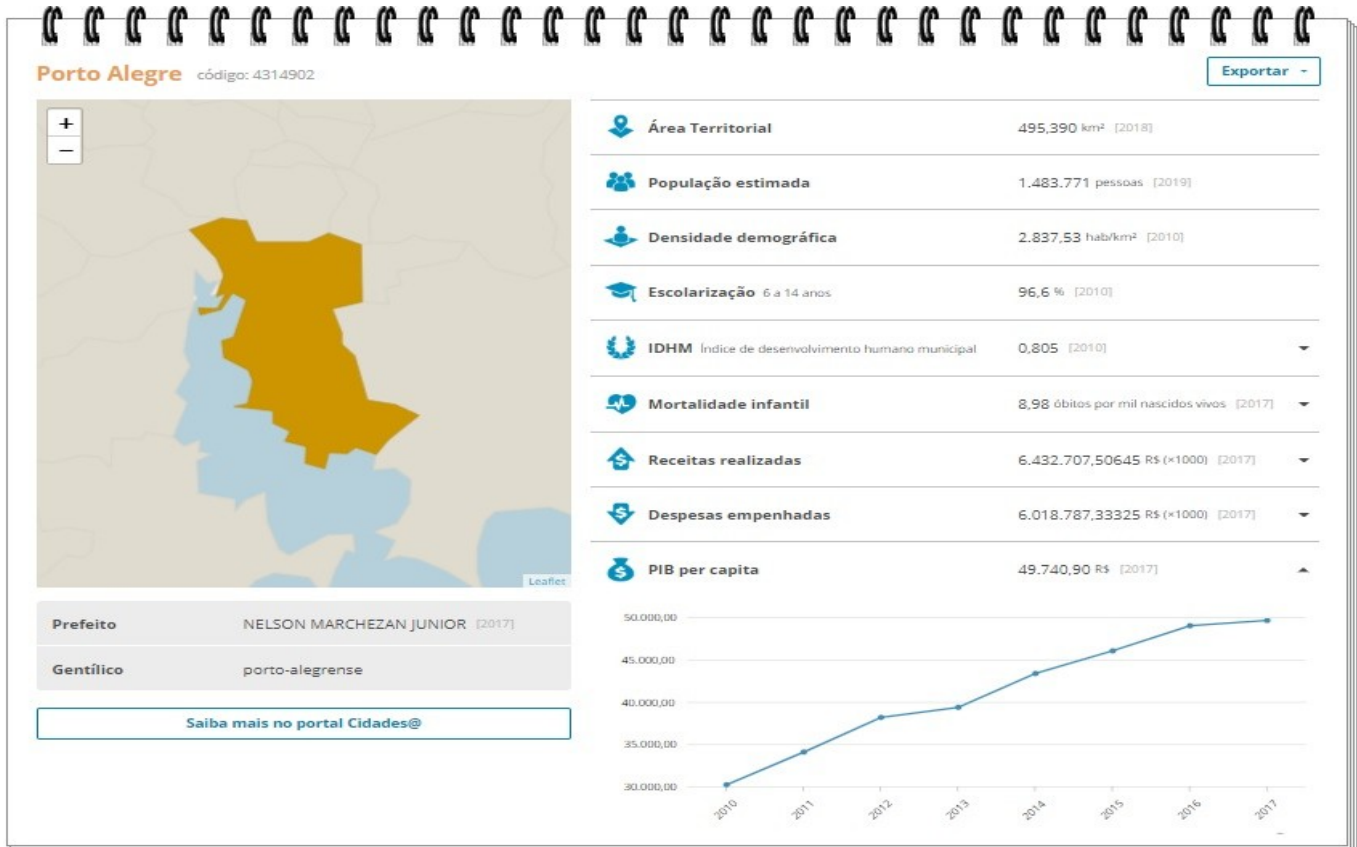 Porto Alegre código: 4314902
Exportar
+
−
Leaflet
Prefeito NELSON MARCHEZAN JUNIOR [2017]
Gentílico porto-alegrense
Saiba mais no portal Cidades@
Área Territorial 495,390 km² [2018]
População estimada 1.483.771 pessoas [2019]
Densidade demográfica 2.837,53 hab/km² [2010]
Escolarização 6 a 14 anos 96,6 % [2010]
IDHM Índice de desenvolvimento humano municipal 0,805 [2010]
Mortalidade infantil 8,98 óbitos por mil nascidos vivos [2017]
Receitas realizadas 6.432.707,50645 R$ (×1000) [2017]
Despesas empenhadas 6.018.787,33325 R$ (×1000) [2017]
PIB per capita 49.740,90 R$ [2017]
50.000,00
45.000,00
40.000,00
35.000,00
30.000,00
2010 2011 2012 2013 2014 2015 2016 2017